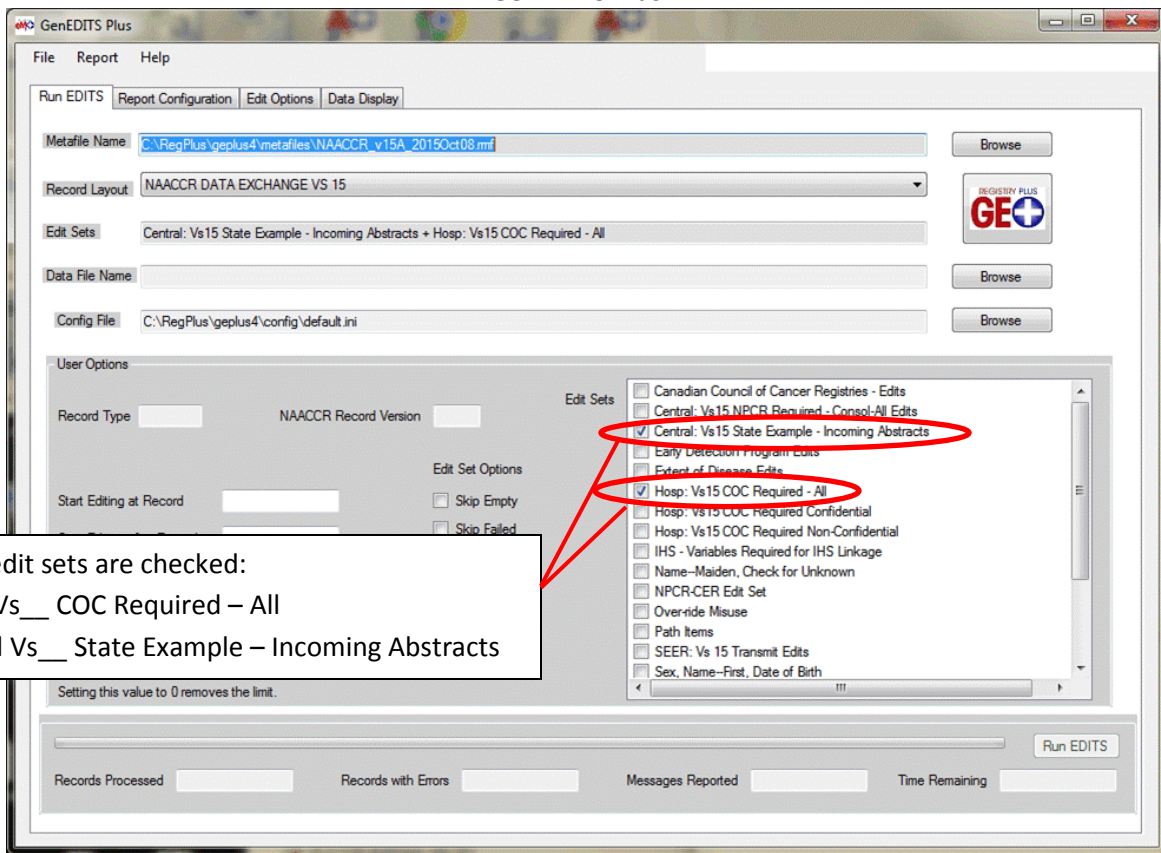 GenEDITS Plus
File Report Help
Run EDITS Report Configuration Edit Options Data Display
Metafile Name C:\RegPlus\geplus4\metafiles\NAACCR_v15A_2015Oct08.rmf Browse
Record Layout NAACCR DATA EXCHANGE VS 15
REGISTRY PLUS
GE
Edit Sets Central: Vs15 State Example - Incoming Abstracts + Hosp: Vs15 COC Required - All
Data File Name Browse
Config File C:\RegPlus\geplus4\config\default.ini Browse
User Options
Record Type NAACCR Record Version Edit Sets
Canadian Council of Cancer Registries - Edits
Central: Vs15 NPCR Required - Consol-All Edits
Central: Vs15 State Example - Incoming Abstracts
Early Detection Program Edits
Extent of Disease Edits
Hosp: Vs15 COC Required - All
Hosp: Vs15 COC Required Confidential
Hosp: Vs15 COC Required Non-Confidential
IHS - Variables Required for IHS Linkage
Name--Maiden, Check for Unknown
NPCR-CER Edit Set
Over-ride Misuse
Path Items
SEER: Vs 15 Transmit Edits
Sex, Name--First, Date of Birth
Edit Set Options
Start Editing at Record Skip Empty
Skip Failed
edit sets are checked:
Vs__ COC Required – All
Vs__ State Example – Incoming Abstracts
Setting this value to 0 removes the limit.
Run EDITS
Records Processed Records with Errors Messages Reported Time Remaining